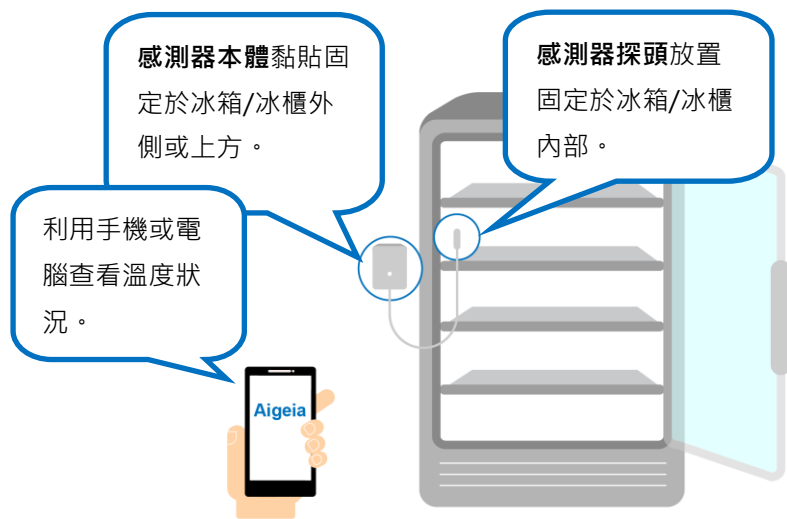 感測器本體黏貼固
定於冰箱/冰櫃外
側或上方。
感測器探頭放置
固定於冰箱/冰櫃
內部。
利用手機或電
腦查看溫度狀
況。
Aigeia